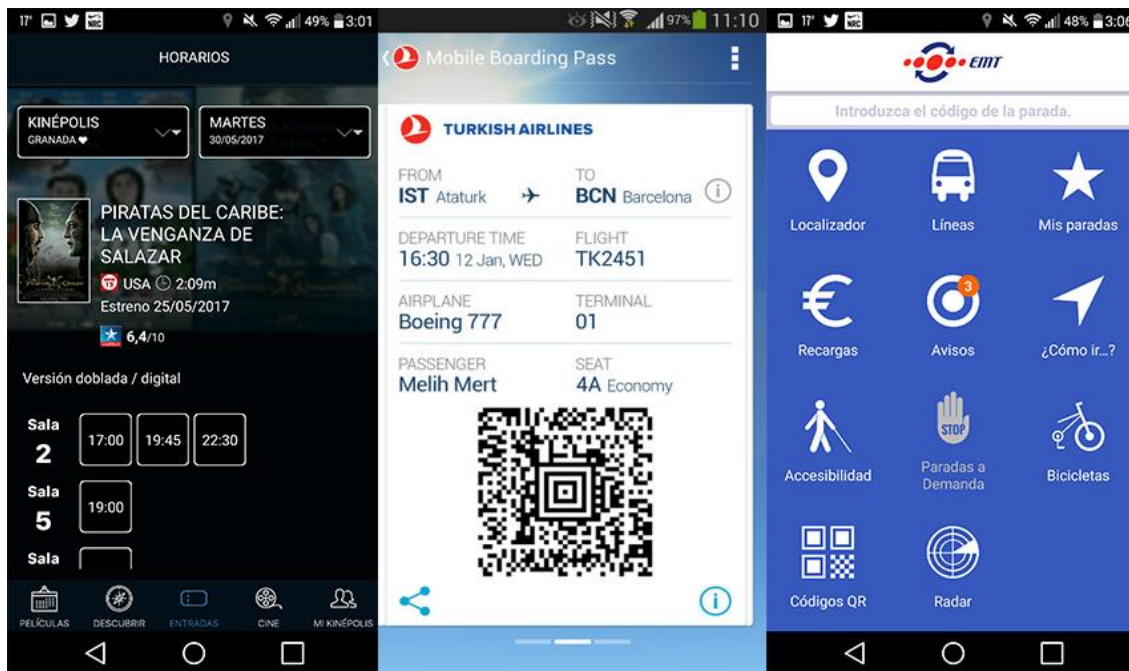 17°
NRC
49%
3:01
HORARIOS
KINÉPOLIS
GRANADA
MARTES
30/05/2017
PIRATAS DEL CARIBE:
LA VENGANZA DE
SALAZAR
USA 2:09m
Estreno 25/05/2017
6,4/10
Versión doblada / digital
Sala
2
17:00 19:45 22:30
Sala
5
19:00
Sala
PELÍCULAS DESCUBRIR ENTRADAS CINE MI KINÉPOLIS
97% 11:10
Mobile Boarding Pass
TURKISH AIRLINES
FROM TO
IST Ataturk BCN Barcelona
DEPARTURE TIME FLIGHT
16:30 12 Jan, WED TK2451
AIRPLANE TERMINAL
Boeing 777 01
PASSENGER SEAT
Melih Mert 4A Economy
17°
NRC
48% 3:06
EMT
Introduzca el código de la parada.
Localizador Líneas Mis paradas
3
Recargas Avisos ¿Cómo ir...?
STOP
Accesibilidad Paradas a Demanda Bicicletas
Códigos QR Radar